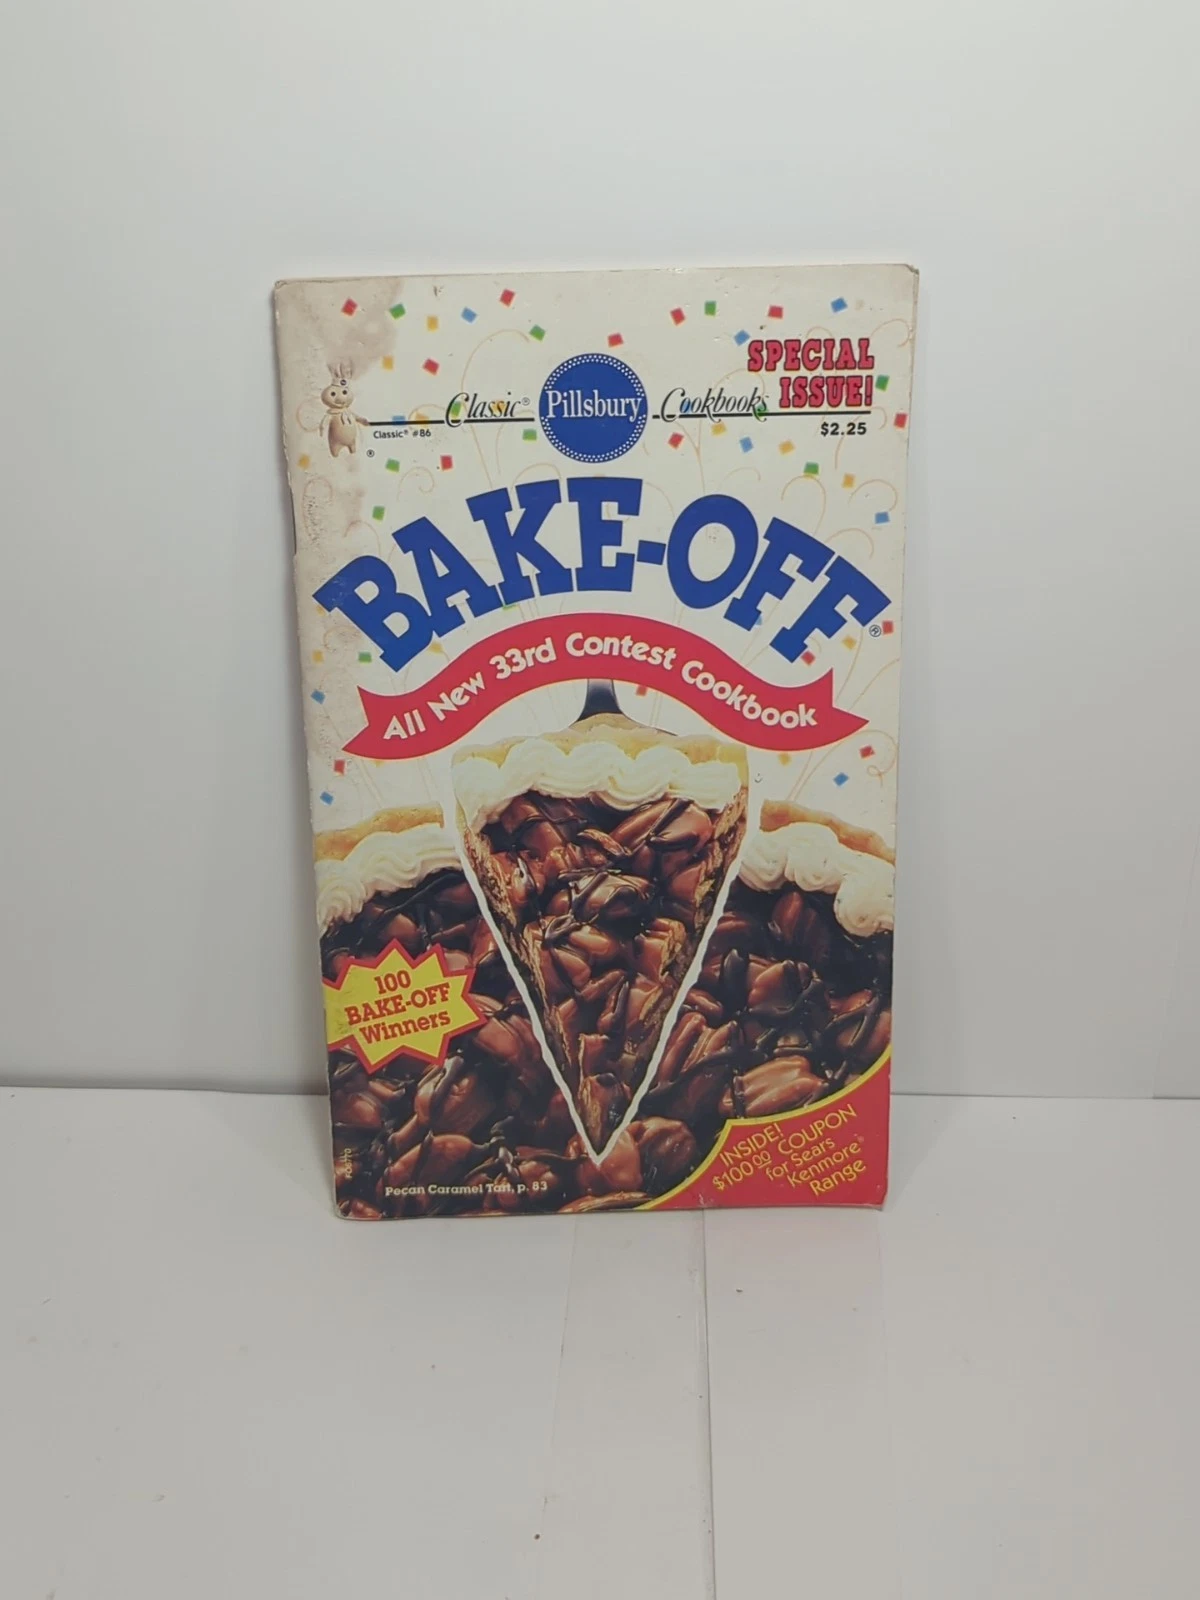 SPECIAL
ISSUE!
Classic® Pillsbury Cookbooks
Classic® #86
$2.25
®
BAKE-OFF®
All New 33rd Contest Cookbook
100
BAKE-OFF
Winners
INSIDE!
$100.00 COUPON
for Sears
Kenmore®
Range
Pecan Caramel Tart, p. 83